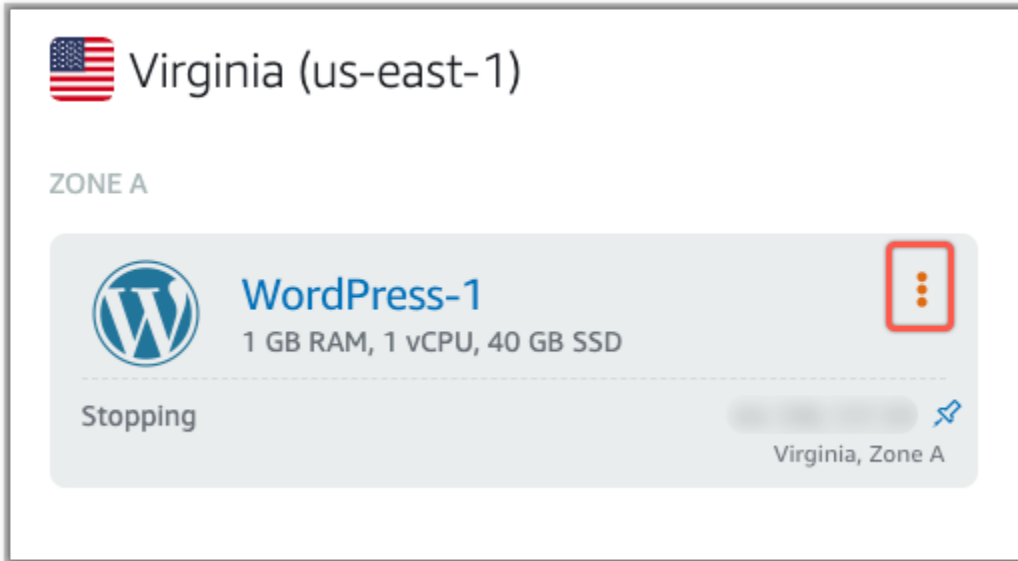 Virginia (us-east-1)
ZONE A
WordPress-1
1 GB RAM, 1 vCPU, 40 GB SSD
Stopping
Virginia, Zone A